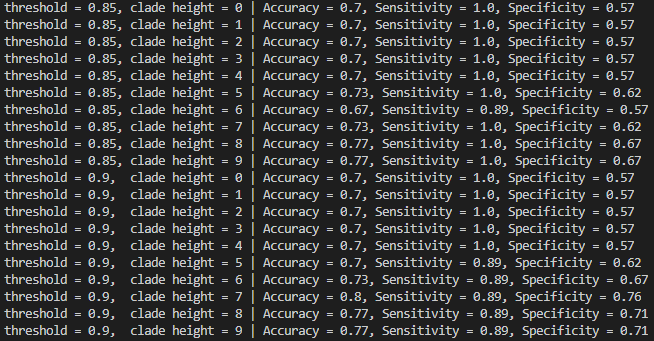 threshold = 0.85, clade height = 0 | Accuracy = 0.7, Sensitivity = 1.0, Specificity = 0.57
threshold = 0.85, clade height = 1 | Accuracy = 0.7, Sensitivity = 1.0, Specificity = 0.57
threshold = 0.85, clade height = 2 | Accuracy = 0.7, Sensitivity = 1.0, Specificity = 0.57
threshold = 0.85, clade height = 3 | Accuracy = 0.7, Sensitivity = 1.0, Specificity = 0.57
threshold = 0.85, clade height = 4 | Accuracy = 0.7, Sensitivity = 1.0, Specificity = 0.57
threshold = 0.85, clade height = 5 | Accuracy = 0.73, Sensitivity = 1.0, Specificity = 0.62
threshold = 0.85, clade height = 6 | Accuracy = 0.67, Sensitivity = 0.89, Specificity = 0.57
threshold = 0.85, clade height = 7 | Accuracy = 0.73, Sensitivity = 1.0, Specificity = 0.62
threshold = 0.85, clade height = 8 | Accuracy = 0.77, Sensitivity = 1.0, Specificity = 0.67
threshold = 0.85, clade height = 9 | Accuracy = 0.77, Sensitivity = 1.0, Specificity = 0.67
threshold = 0.9,  clade height = 0 | Accuracy = 0.7, Sensitivity = 1.0, Specificity = 0.57
threshold = 0.9,  clade height = 1 | Accuracy = 0.7, Sensitivity = 1.0, Specificity = 0.57
threshold = 0.9,  clade height = 2 | Accuracy = 0.7, Sensitivity = 1.0, Specificity = 0.57
threshold = 0.9,  clade height = 3 | Accuracy = 0.7, Sensitivity = 1.0, Specificity = 0.57
threshold = 0.9,  clade height = 4 | Accuracy = 0.7, Sensitivity = 1.0, Specificity = 0.57
threshold = 0.9,  clade height = 5 | Accuracy = 0.7, Sensitivity = 0.89, Specificity = 0.62
threshold = 0.9,  clade height = 6 | Accuracy = 0.73, Sensitivity = 0.89, Specificity = 0.67
threshold = 0.9,  clade height = 7 | Accuracy = 0.8, Sensitivity = 0.89, Specificity = 0.76
threshold = 0.9,  clade height = 8 | Accuracy = 0.77, Sensitivity = 0.89, Specificity = 0.71
threshold = 0.9,  clade height = 9 | Accuracy = 0.77, Sensitivity = 0.89, Specificity = 0.71